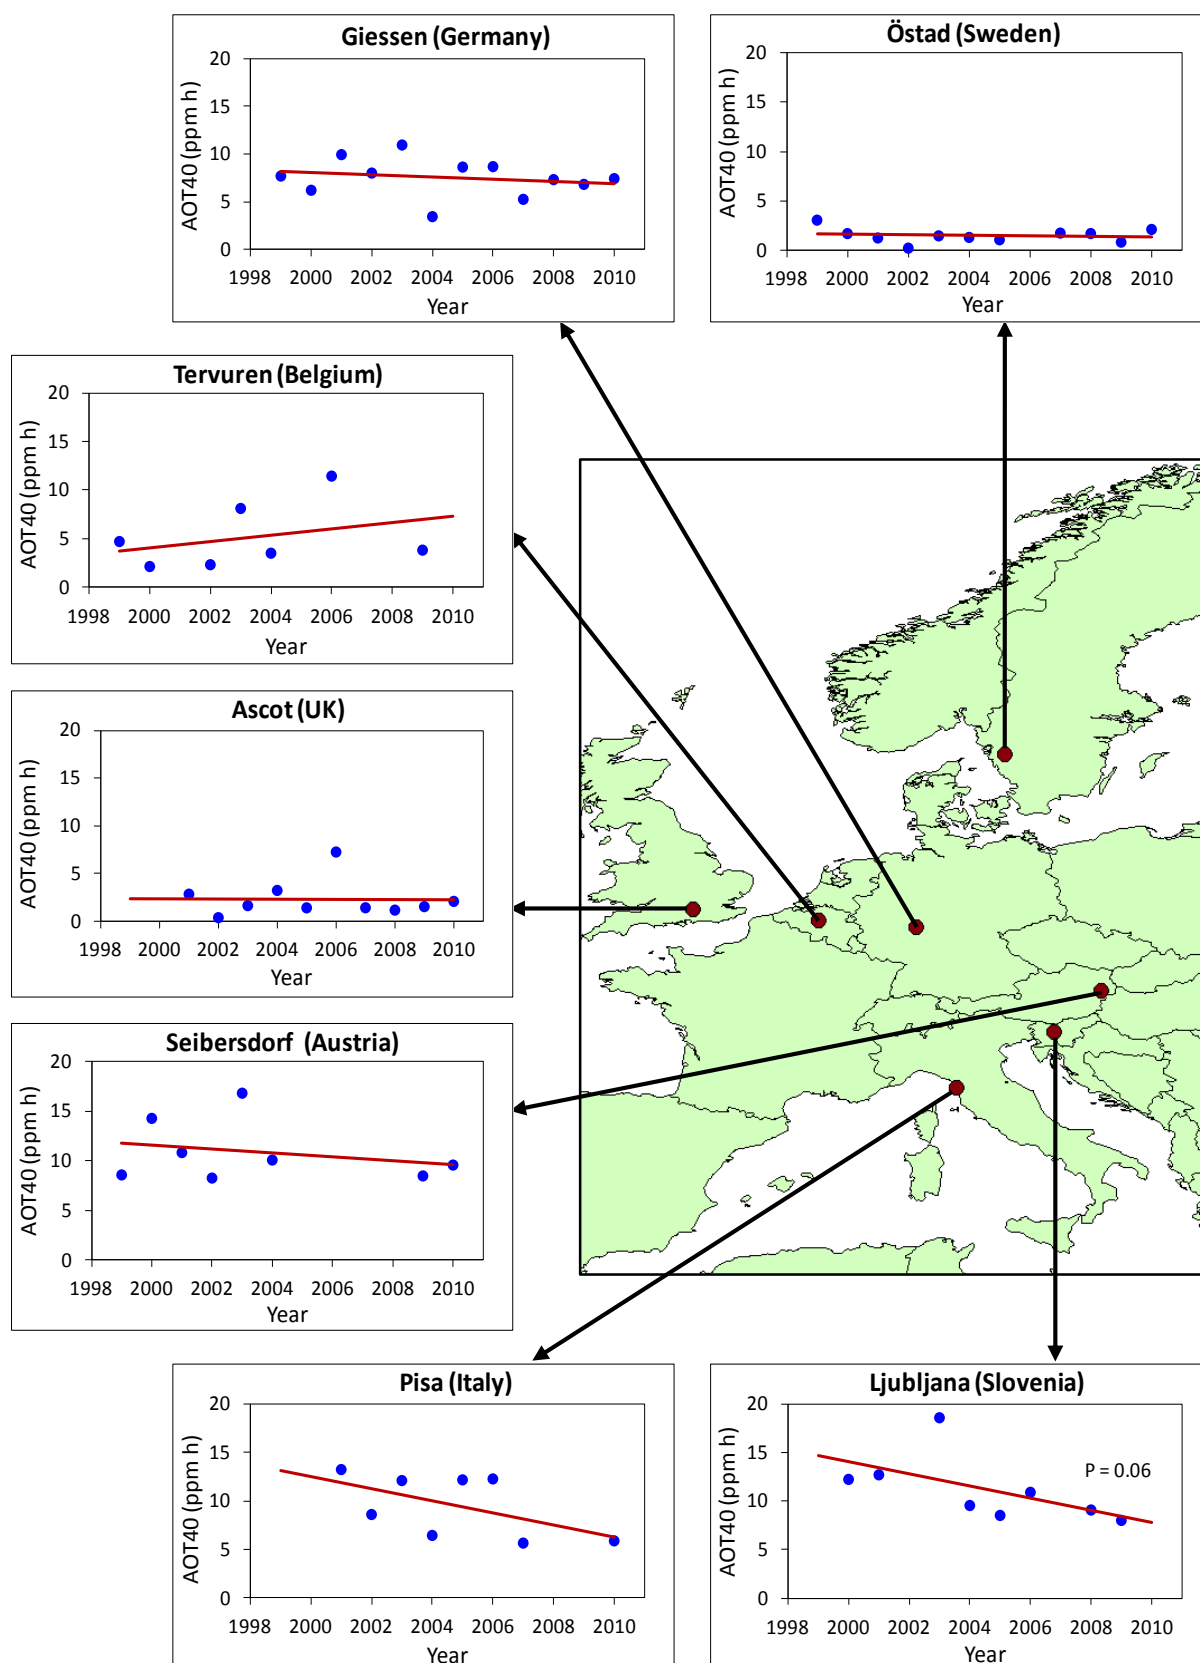 Giessen (Germany)
20
15
10
5
0
AOT40 (ppm h)
1998 2000 2002 2004 2006 2008 2010
Year
Östad (Sweden)
20
15
10
5
0
AOT40 (ppm h)
1998 2000 2002 2004 2006 2008 2010
Year
Tervuren (Belgium)
20
15
10
5
0
AOT40 (ppm h)
1998 2000 2002 2004 2006 2008 2010
Year
Ascot (UK)
20
15
10
5
0
AOT40 (ppm h)
1998 2000 2002 2004 2006 2008 2010
Year
Seibersdorf (Austria)
20
15
10
5
0
AOT40 (ppm h)
1998 2000 2002 2004 2006 2008 2010
Year
Pisa (Italy)
20
15
10
5
0
AOT40 (ppm h)
1998 2000 2002 2004 2006 2008 2010
Year
Ljubljana (Slovenia)
20
15
10
5
0
AOT40 (ppm h)
P = 0.06
1998 2000 2002 2004 2006 2008 2010
Year